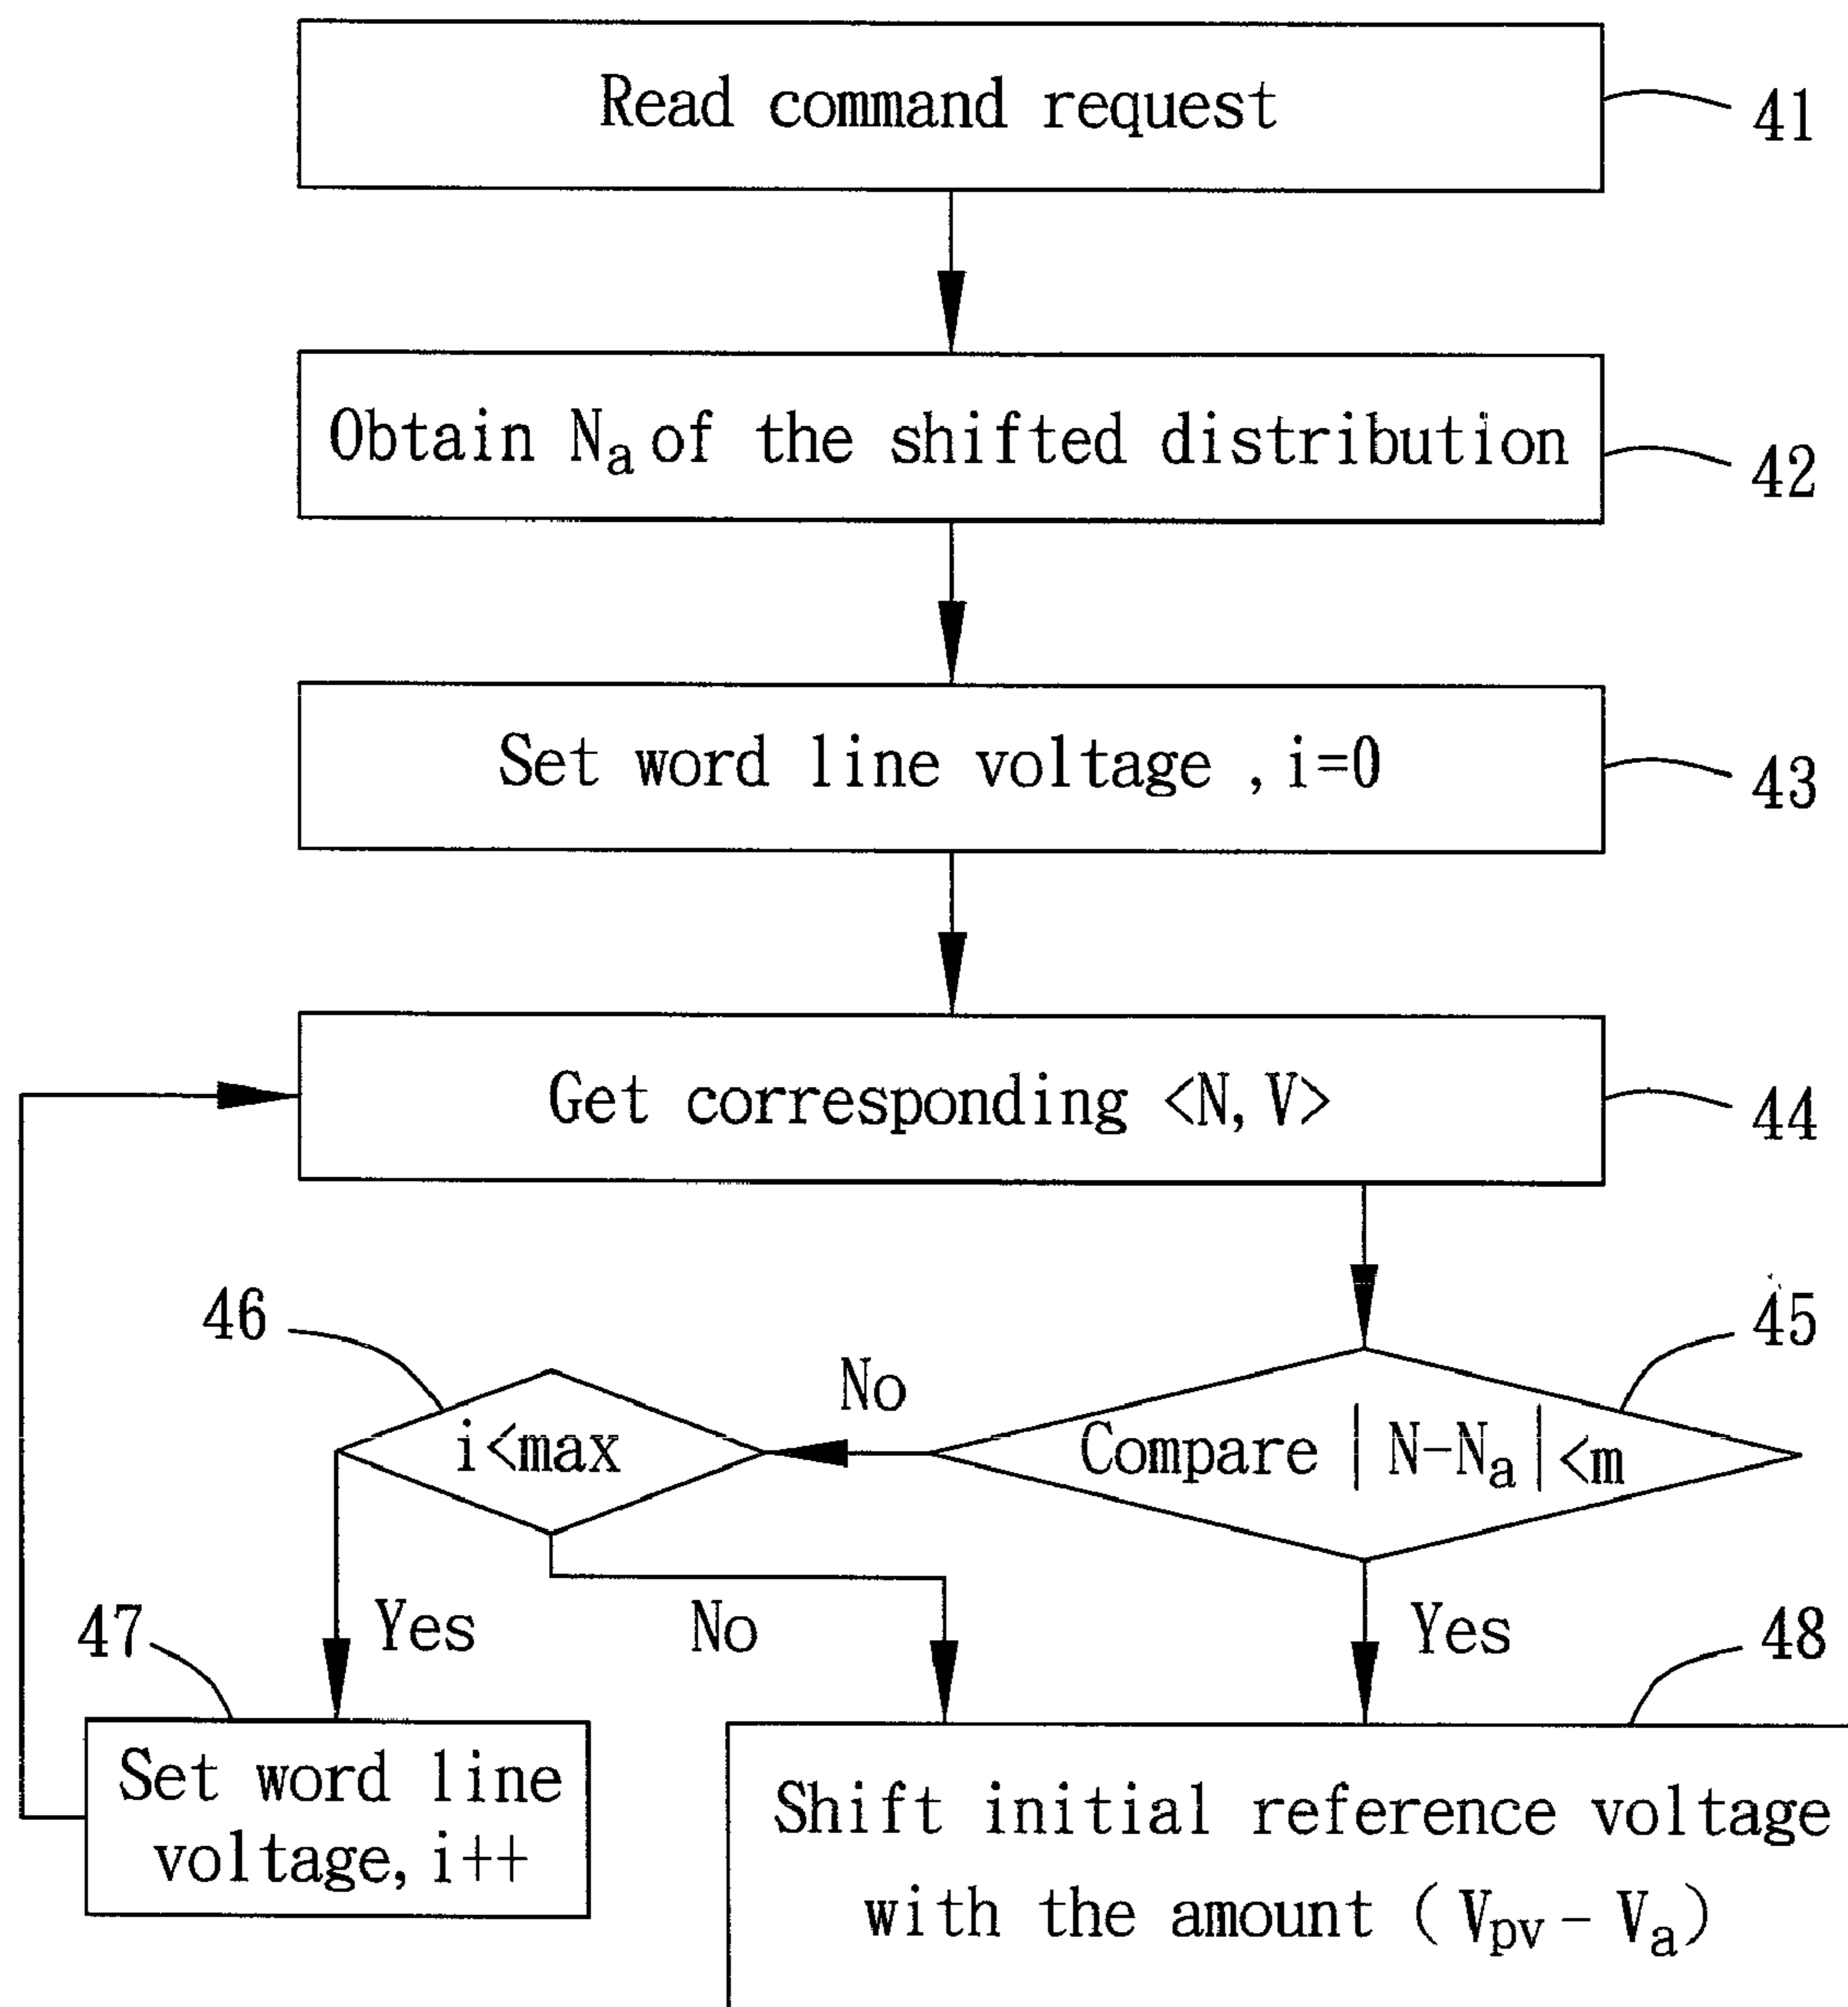 Read command request
41
Obtain Na of the shifted distribution
42
Set word line voltage , i=0
43
Get corresponding <N, V>
44
46
45
No
i<max
Compare | N-Na | <m
47
Yes
No
Yes
48
Set word line
voltage, i++
Shift initial reference voltage
with the amount ( Vpv - Va )